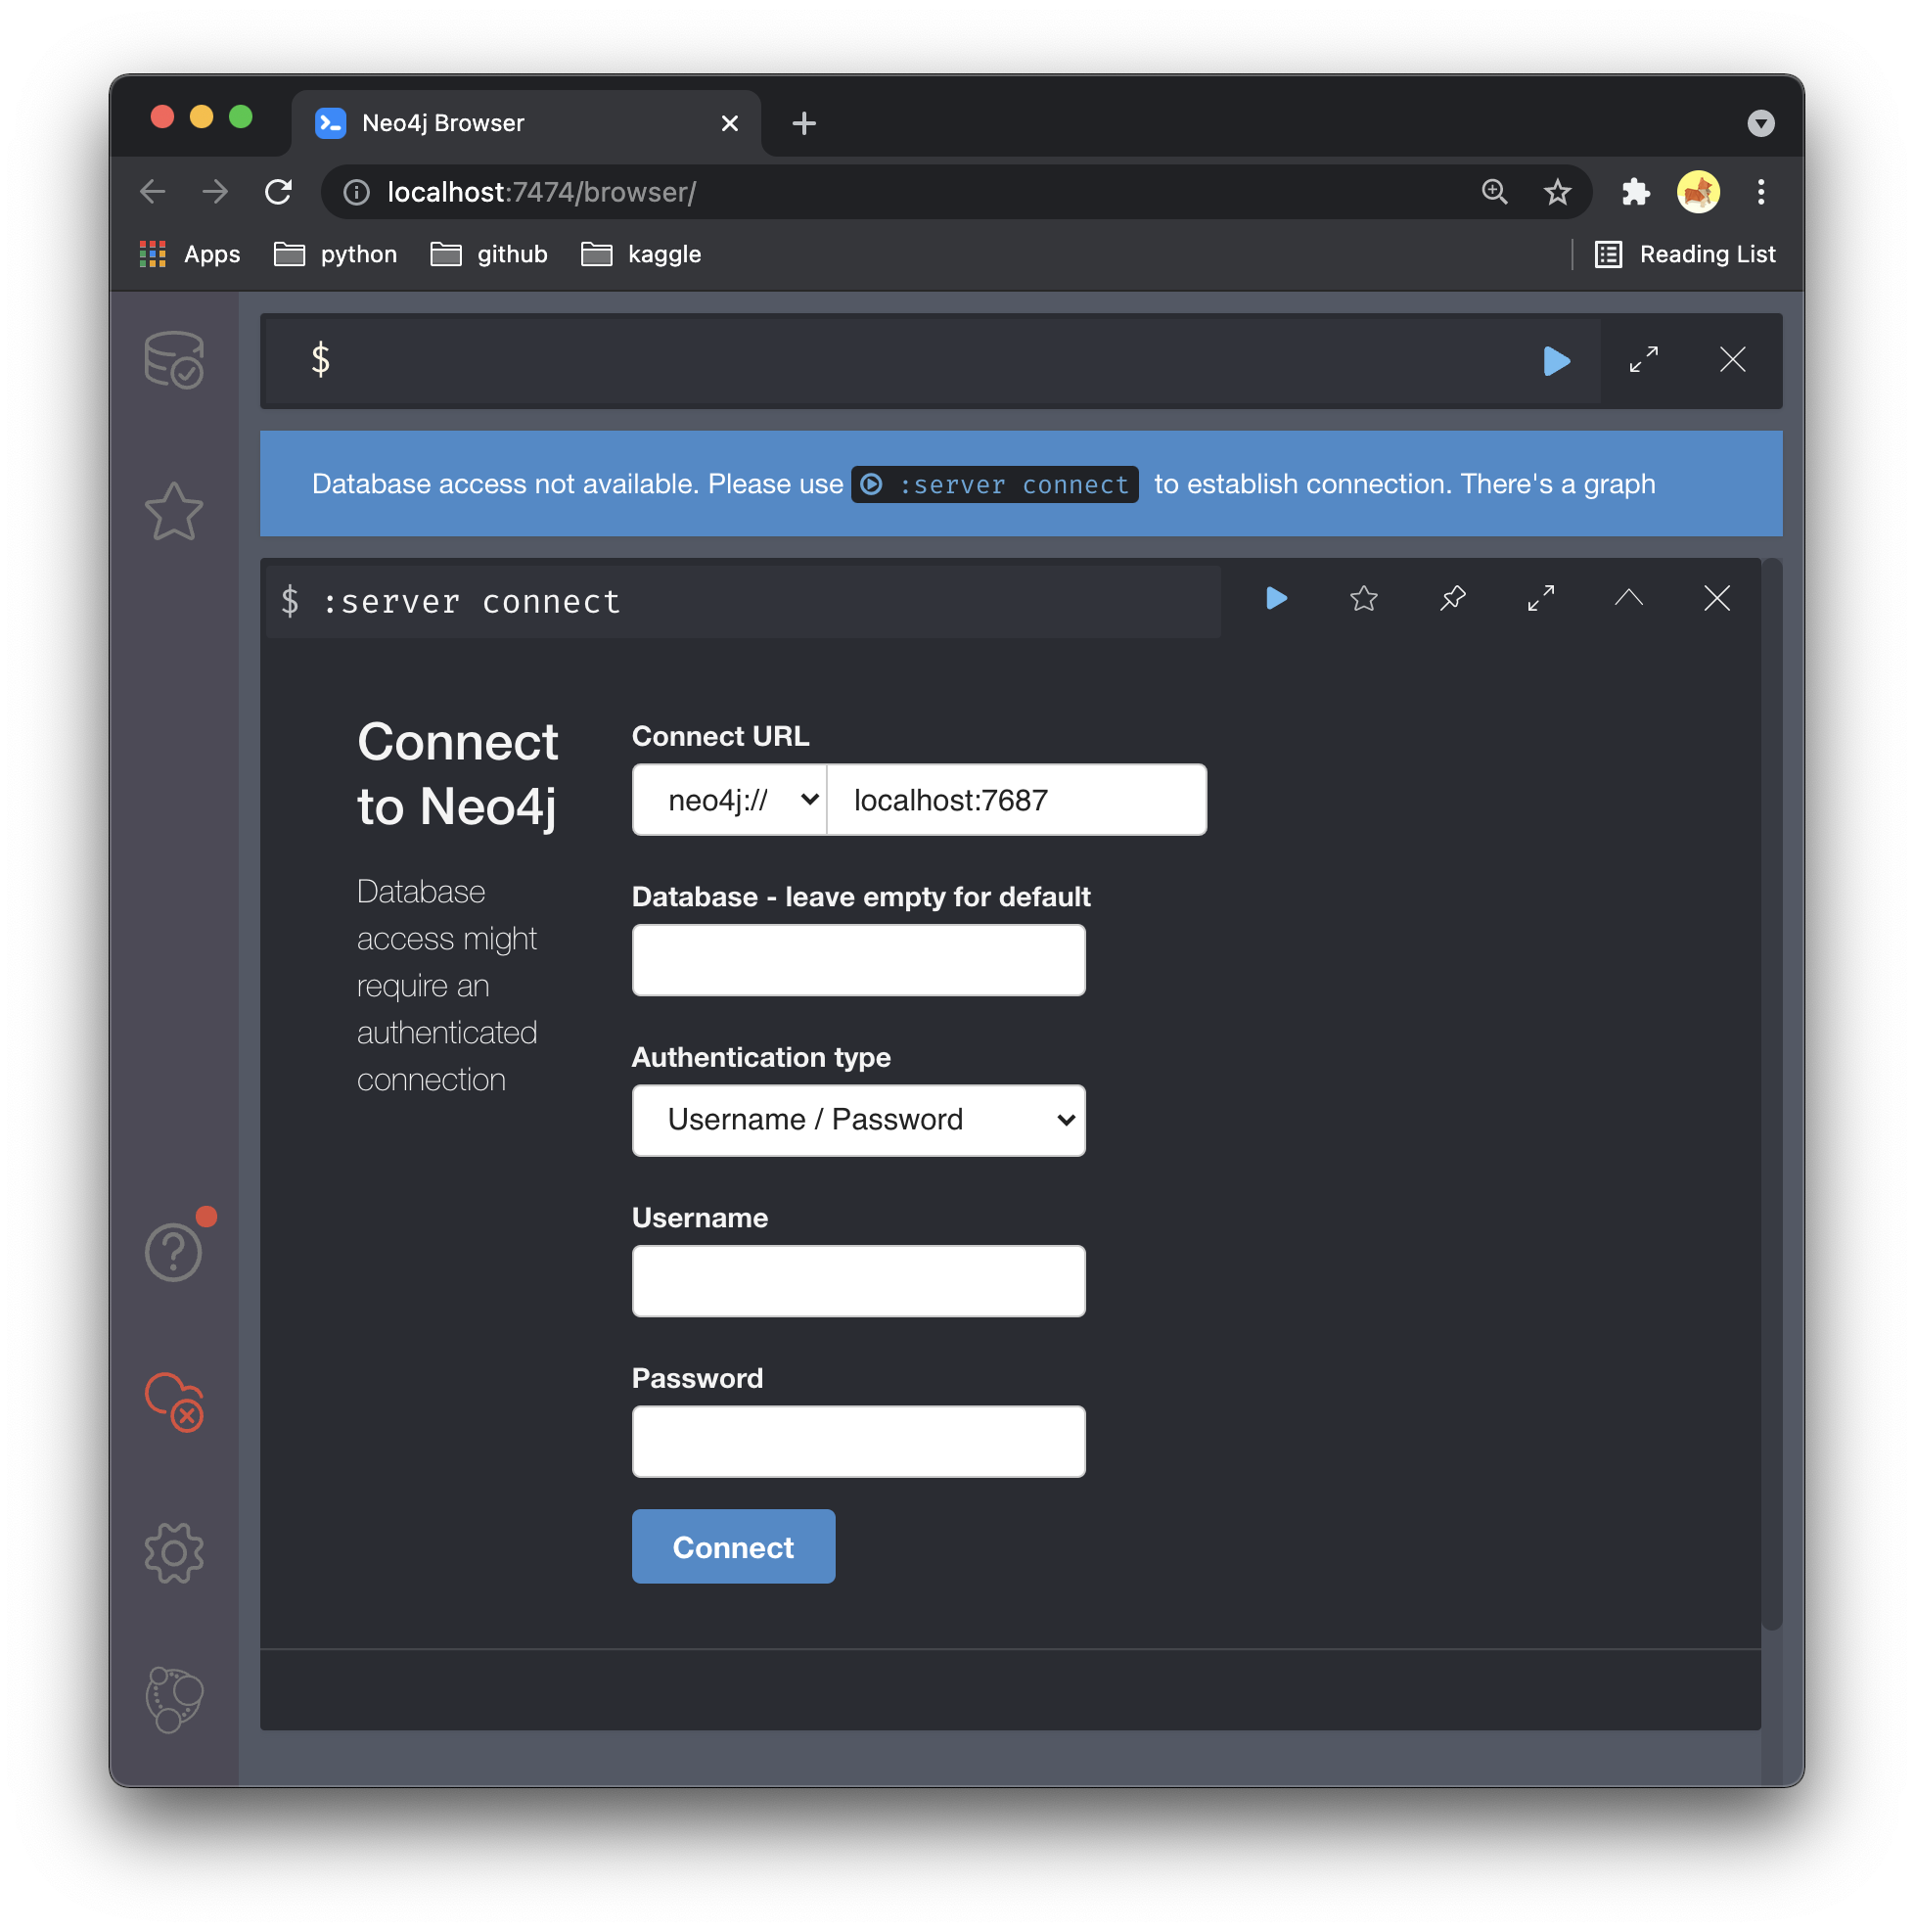 Neo4j Browser
localhost:7474/browser/
Apps python github kaggle Reading List
$
Database access not available. Please use :server connect to establish connection. There's a graph
$ :server connect
Connect
to Neo4j
Database
access might
require an
authenticated
connection
Connect URL
neo4j:// localhost:7687
Database - leave empty for default
Authentication type
Username / Password
Username
Password
Connect